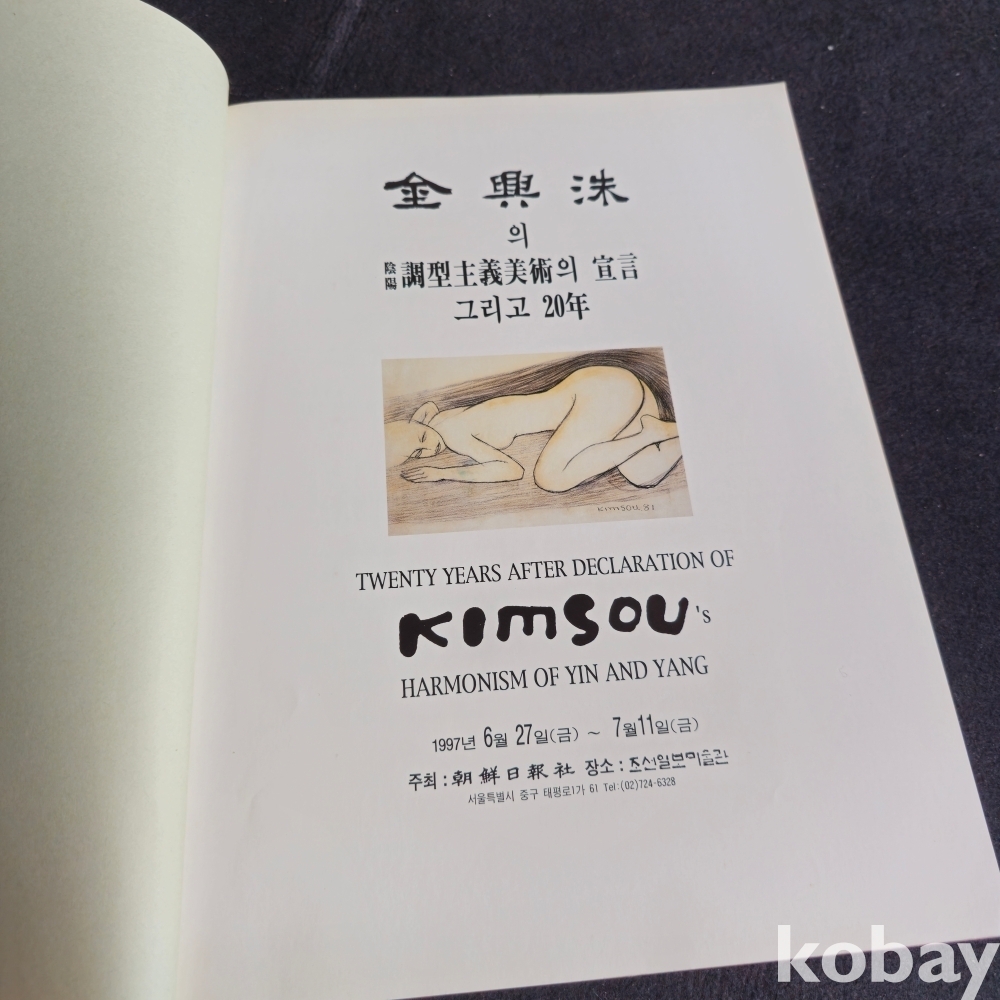 金興洙
의
陰陽調型主義美術의 宣言
그리고 20年
KIMSOU 81
TWENTY YEARS AFTER DECLARATION OF
KIMSOU's
HARMONISM OF YIN AND YANG
1997년 6월 27일(금) ~ 7월11일(금)
주최 : 朝鮮日報社 장소 : 조선일보미술관
서울특별시 중구 태평로1가 61 Tel:(02)724-6328
kobay